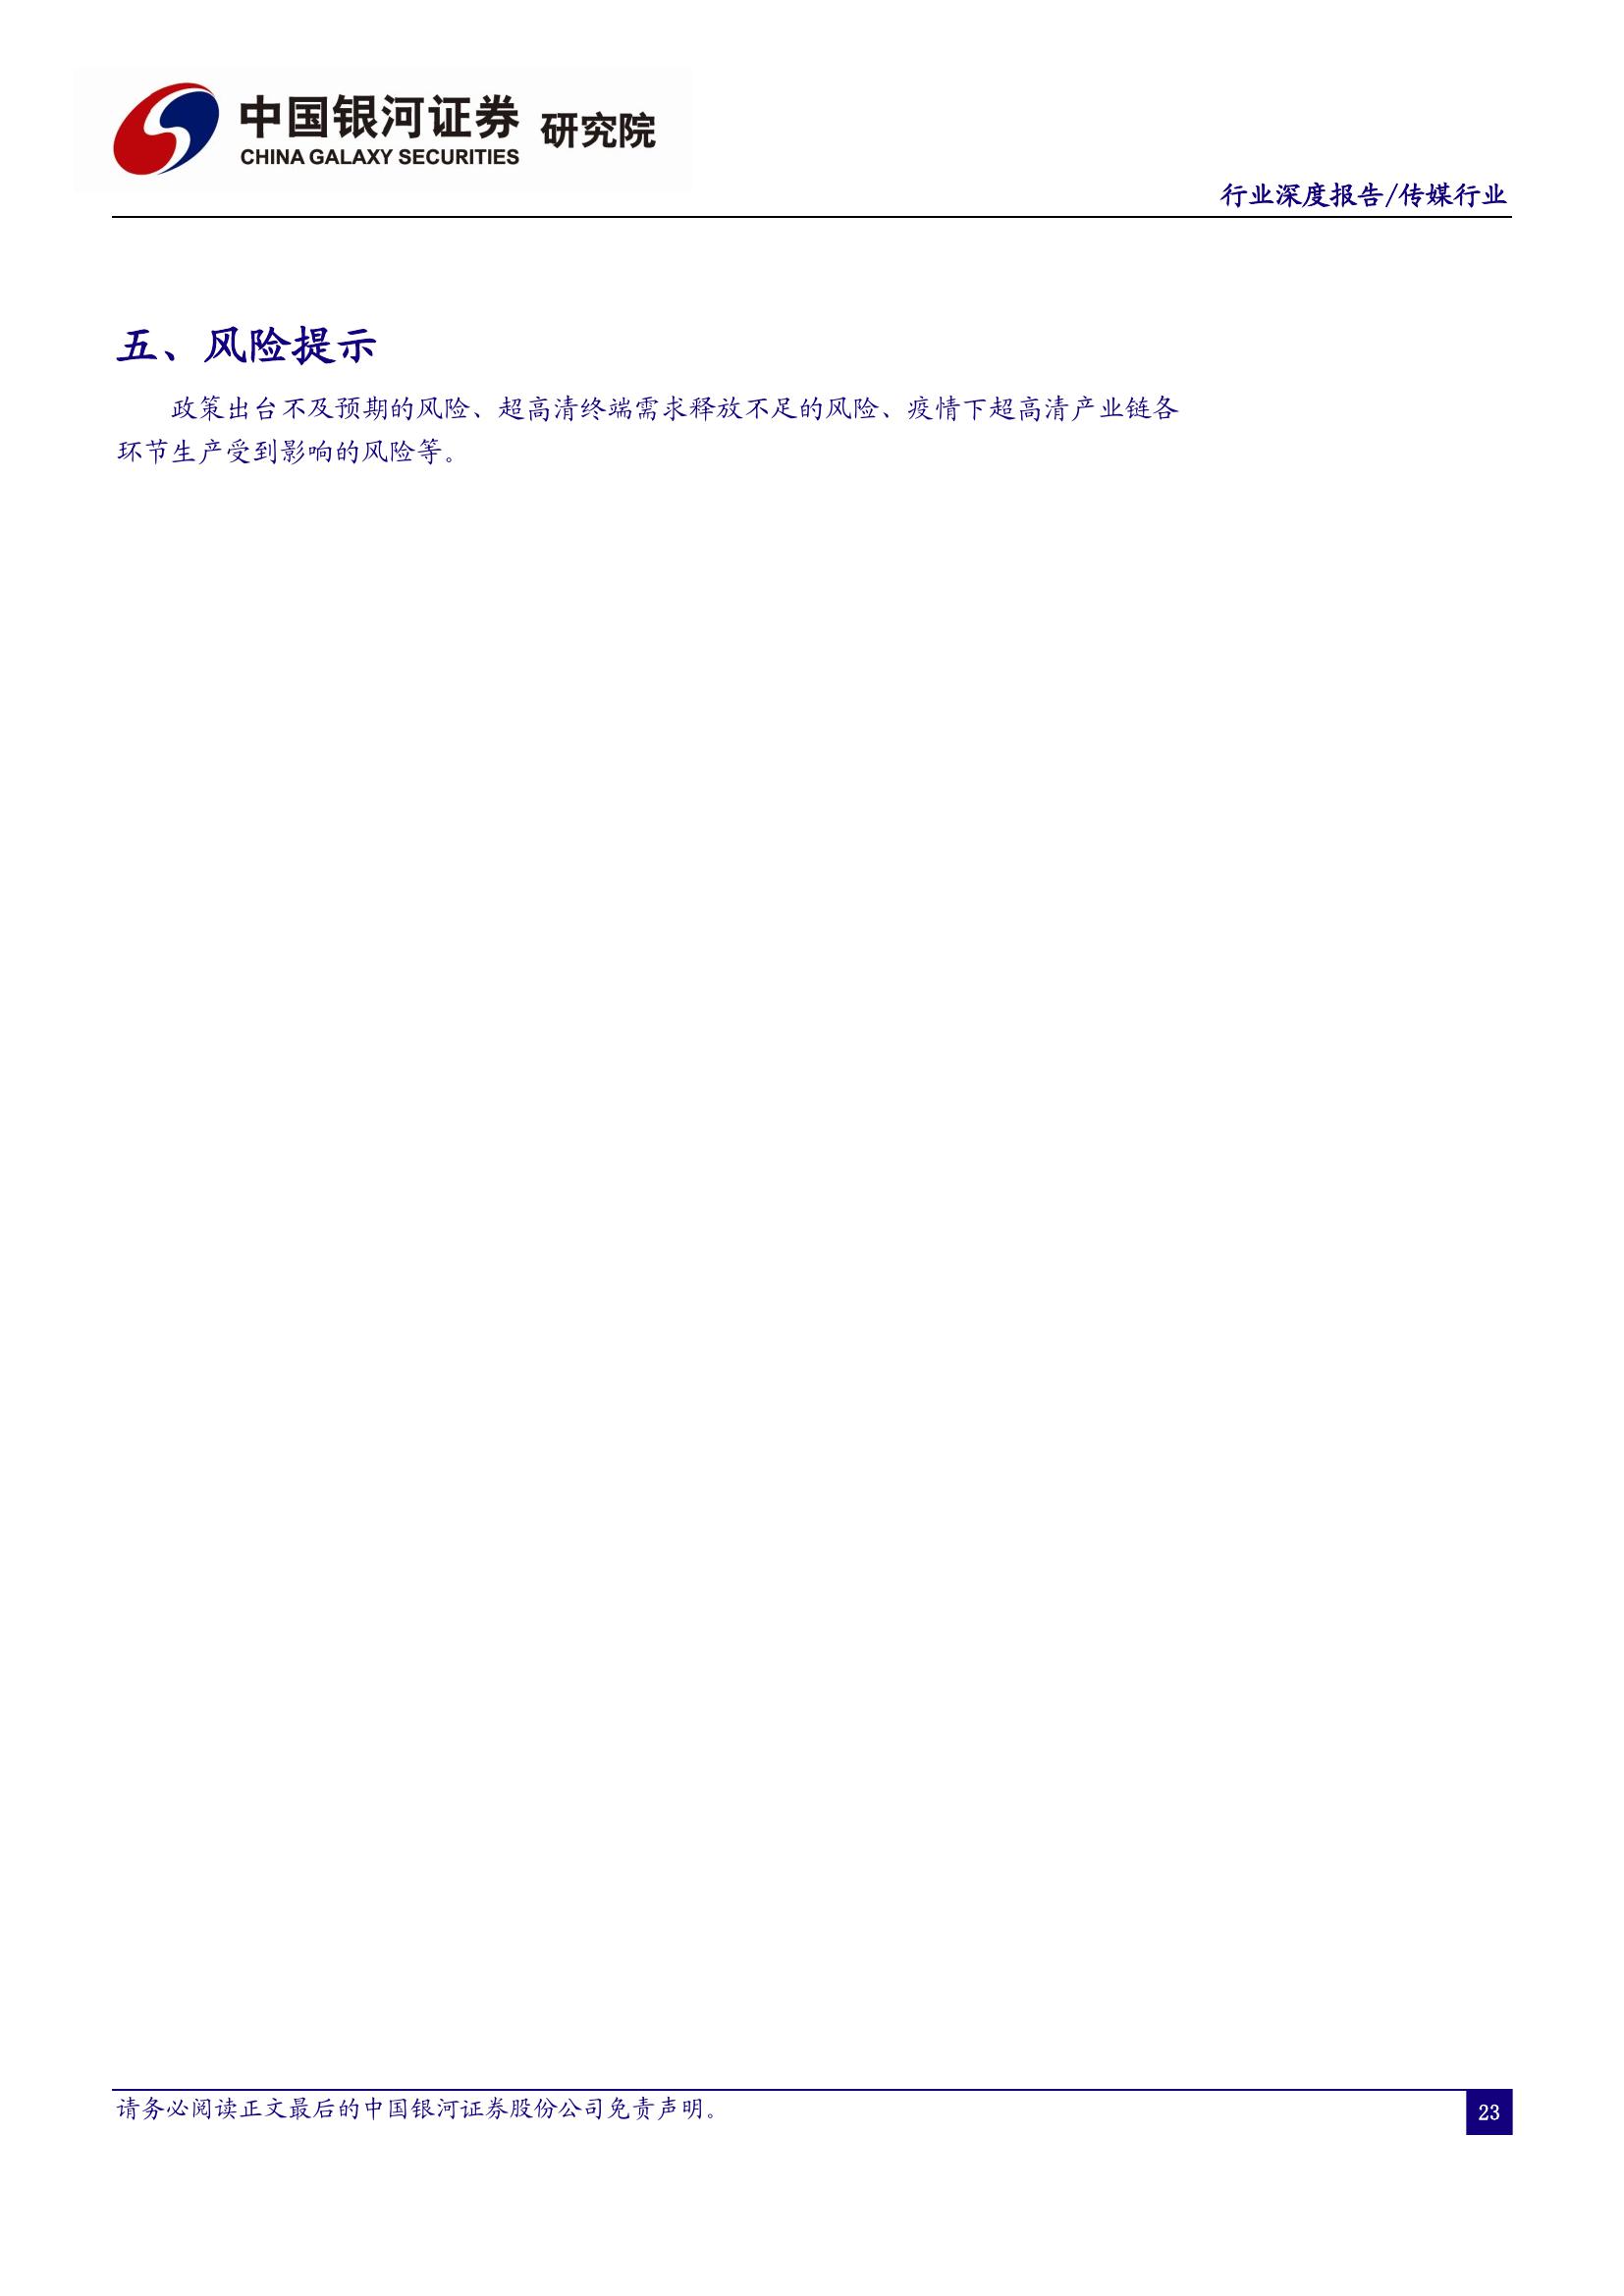 中国银河证券 研究院
CHINA GALAXY SECURITIES
行业深度报告/传媒行业
五、风险提示
政策出台不及预期的风险、超高清终端需求释放不足的风险、疫情下超高清产业链各
环节生产受到影响的风险等。
请务必阅读正文最后的中国银河证券股份公司免责声明。
23